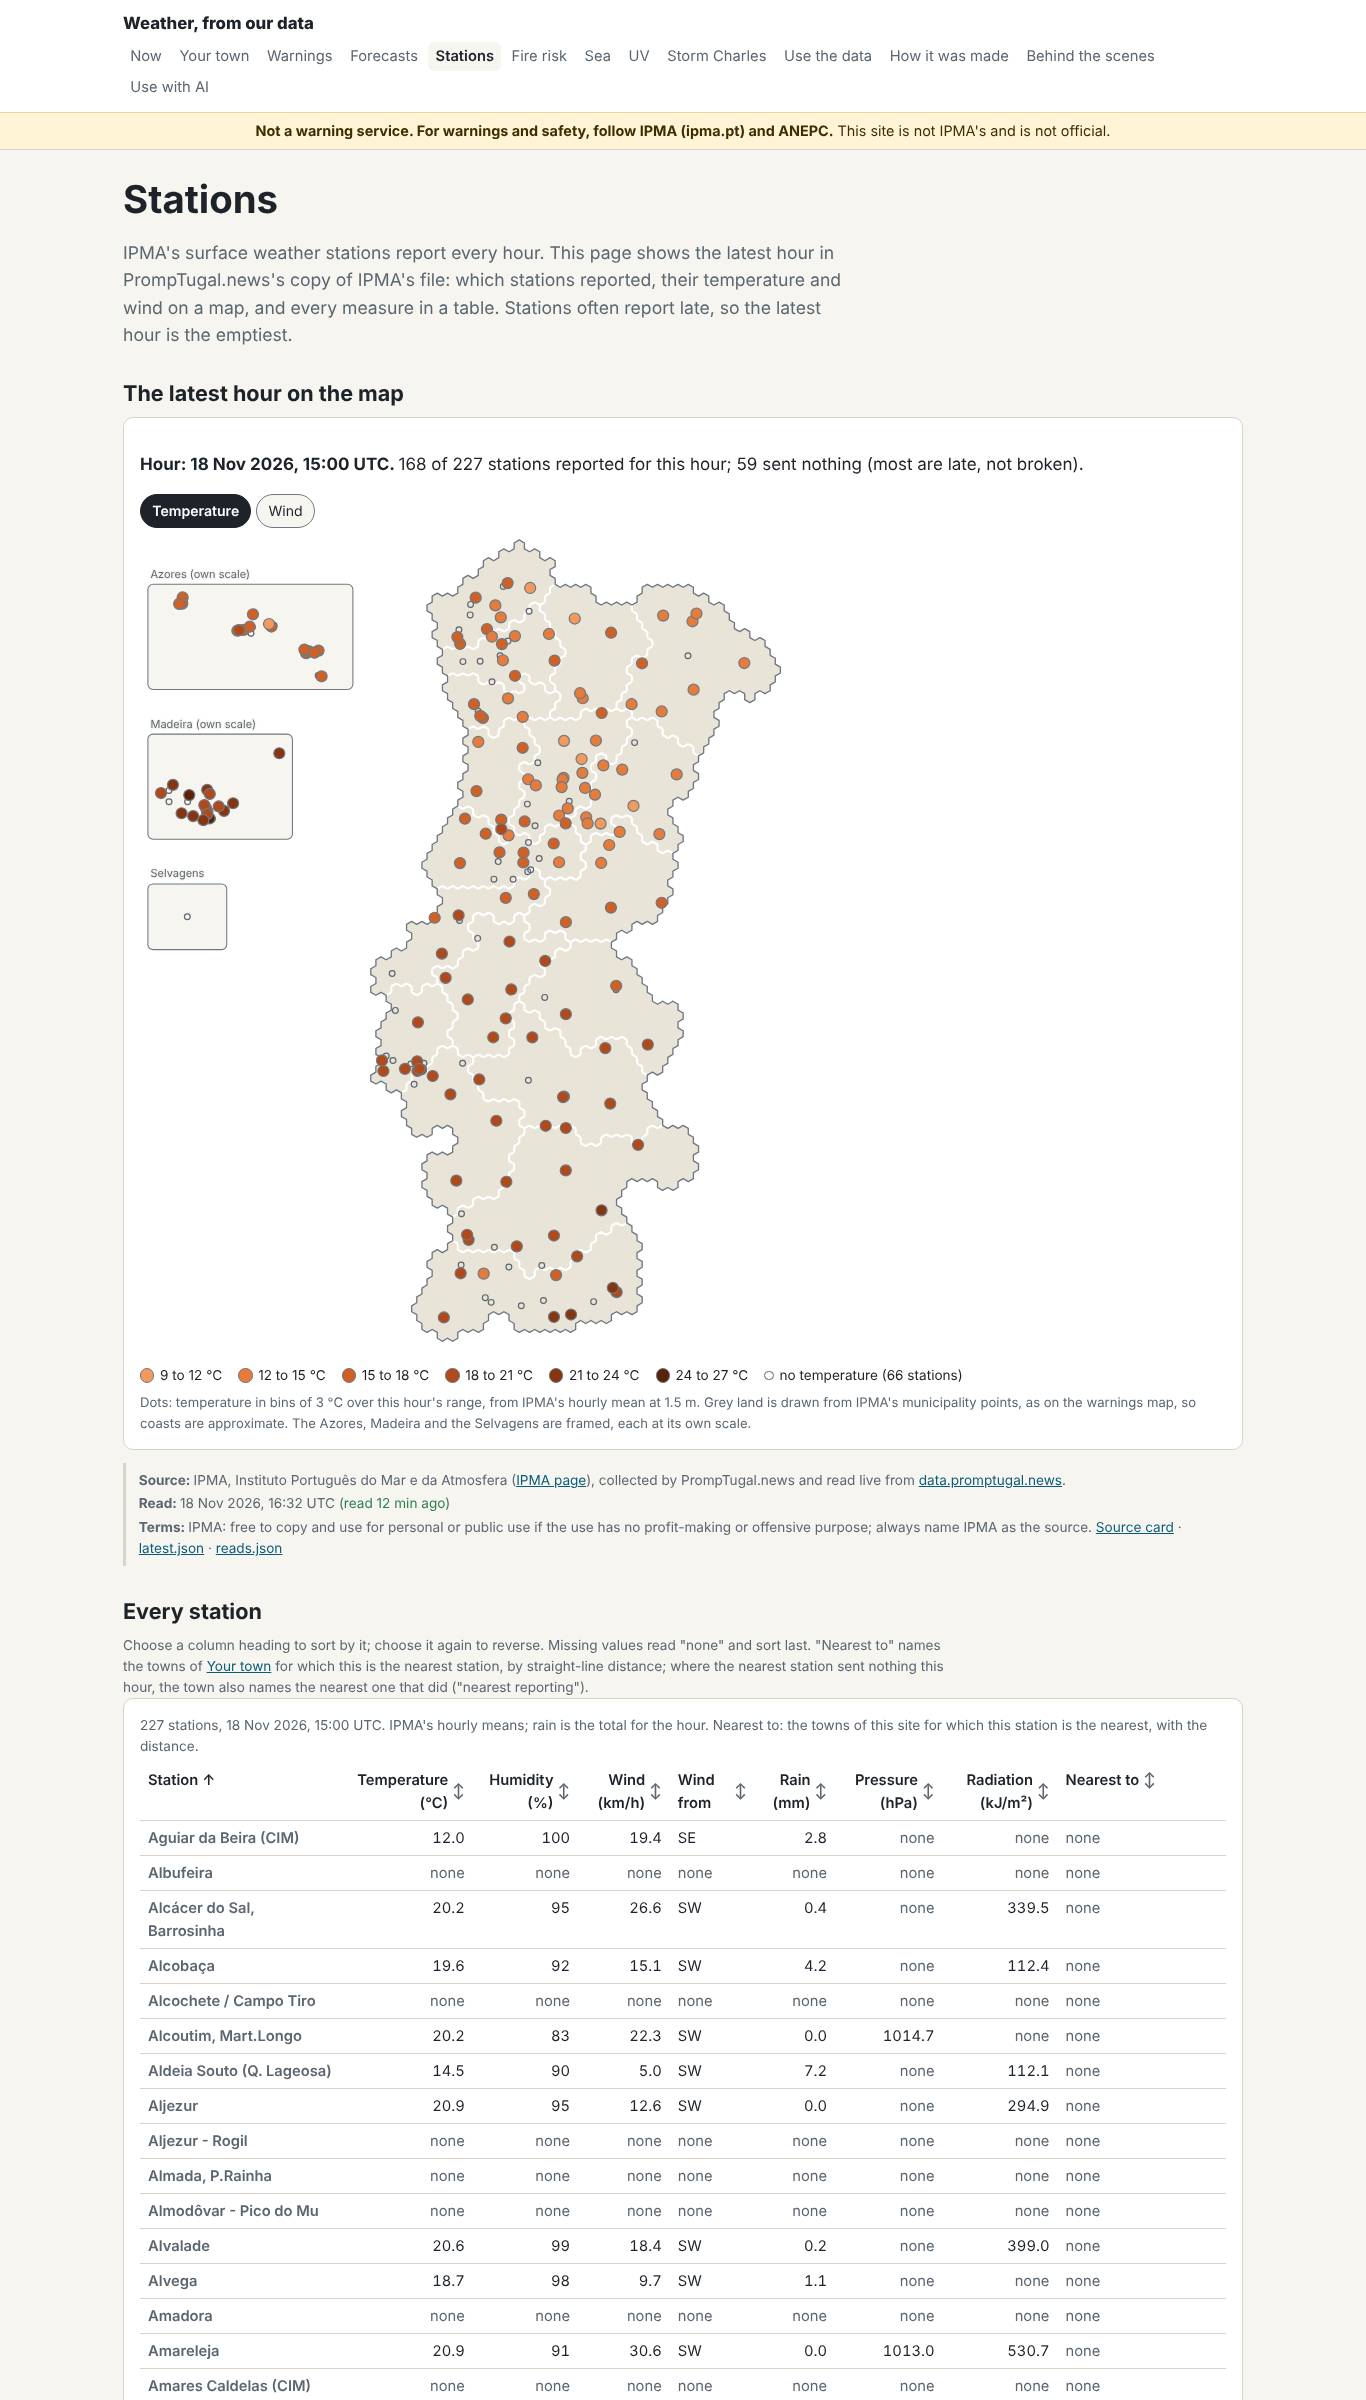 Weather, from our data
Now Your town Warnings Forecasts Stations Fire risk Sea UV Storm Charles Use the data How it was made Behind the scenes
Use with AI
Not a warning service. For warnings and safety, follow IPMA (ipma.pt) and ANEPC. This site is not IPMA's and is not official.
Stations
IPMA's surface weather stations report every hour. This page shows the latest hour in
PrompTugal.news's copy of IPMA's file: which stations reported, their temperature and
wind on a map, and every measure in a table. Stations often report late, so the latest
hour is the emptiest.
The latest hour on the map
Hour: 18 Nov 2026, 15:00 UTC. 168 of 227 stations reported for this hour; 59 sent nothing (most are late, not broken).
Temperature Wind
Azores (own scale)
Madeira (own scale)
Selvagens
9 to 12 °C 12 to 15 °C 15 to 18 °C 18 to 21 °C 21 to 24 °C 24 to 27 °C no temperature (66 stations)
Dots: temperature in bins of 3 °C over this hour's range, from IPMA's hourly mean at 1.5 m. Grey land is drawn from IPMA's municipality points, as on the warnings map, so
coasts are approximate. The Azores, Madeira and the Selvagens are framed, each at its own scale.
Source: IPMA, Instituto Português do Mar e da Atmosfera (IPMA page), collected by PrompTugal.news and read live from data.promptugal.news.
Read: 18 Nov 2026, 16:32 UTC (read 12 min ago)
Terms: IPMA: free to copy and use for personal or public use if the use has no profit-making or offensive purpose; always name IPMA as the source. Source card ·
latest.json · reads.json
Every station
Choose a column heading to sort by it; choose it again to reverse. Missing values read "none" and sort last. "Nearest to" names
the towns of Your town for which this is the nearest station, by straight-line distance; where the nearest station sent nothing this
hour, the town also names the nearest one that did ("nearest reporting").
227 stations, 18 Nov 2026, 15:00 UTC. IPMA's hourly means; rain is the total for the hour. Nearest to: the towns of this site for which this station is the nearest, with the
distance.
Station ↑ Temperature (°C) ↕ Humidity (%) ↕ Wind (km/h) ↕ Wind from ↕ Rain (mm) ↕ Pressure (hPa) ↕ Radiation (kJ/m²) ↕ Nearest to ↕
Aguiar da Beira (CIM) 12.0 100 19.4 SE 2.8 none none none
Albufeira none none none none none none none none
Alcácer do Sal, 20.2 95 26.6 SW 0.4 none 339.5 none
Barrosinha
Alcobaça 19.6 92 15.1 SW 4.2 none 112.4 none
Alcochete / Campo Tiro none none none none none none none none
Alcoutim, Mart.Longo 20.2 83 22.3 SW 0.0 1014.7 none none
Aldeia Souto (Q. Lageosa) 14.5 90 5.0 SW 7.2 none 112.1 none
Aljezur 20.9 95 12.6 SW 0.0 none 294.9 none
Aljezur - Rogil none none none none none none none none
Almada, P.Rainha none none none none none none none none
Almodôvar - Pico do Mu none none none none none none none none
Alvalade 20.6 99 18.4 SW 0.2 none 399.0 none
Alvega 18.7 98 9.7 SW 1.1 none none none
Amadora none none none none none none none none
Amareleja 20.9 91 30.6 SW 0.0 1013.0 530.7 none
Amares Caldelas (CIM) none none none none none none none none